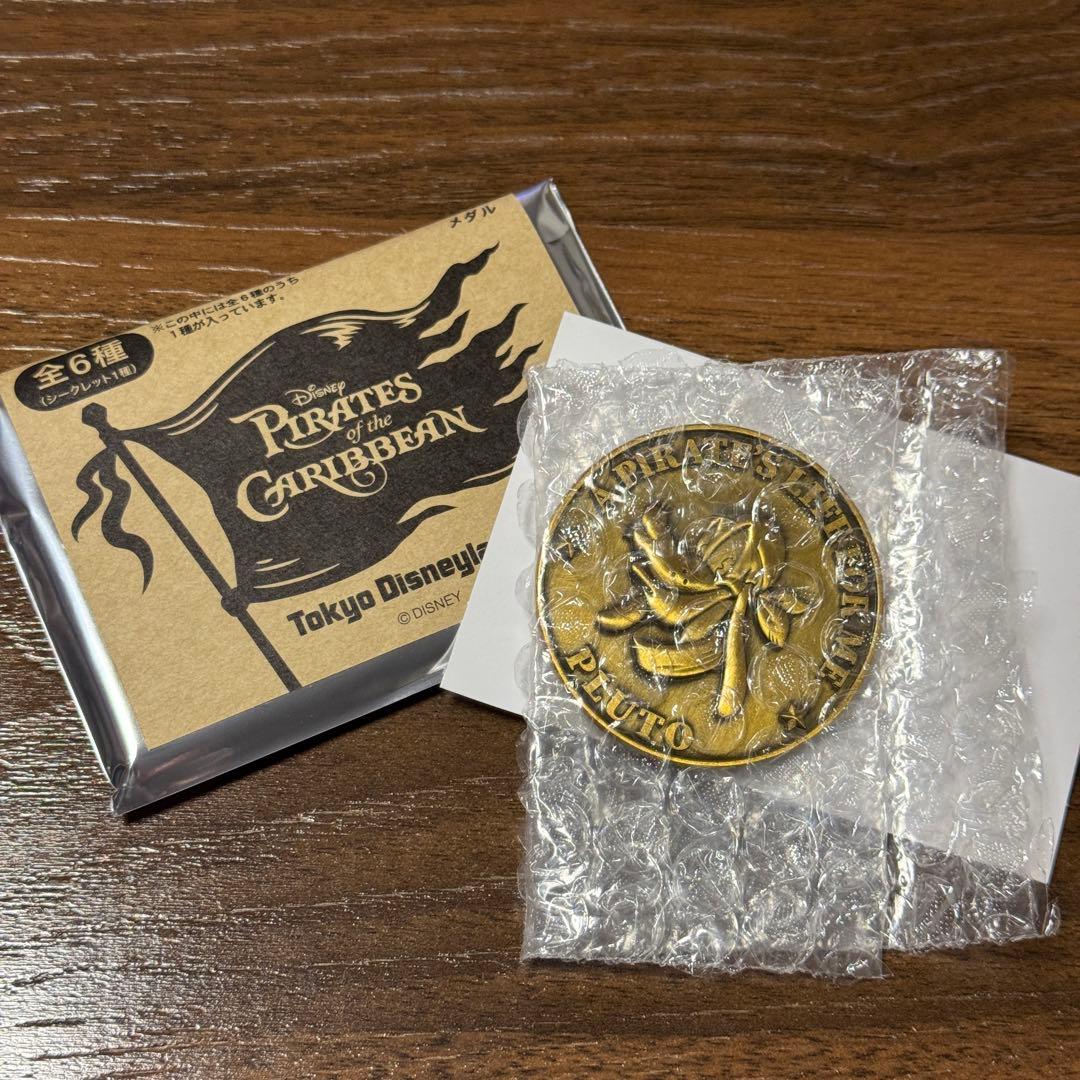 メダル
※この中には全6種のうち
1種が入っています。
全6種
(シークレット1種)
Disney
PIRATES
of the
CARIBBEAN
Tokyo Disneyla
© DISNEY
A PIRATE'S LIFE FOR ME
PLUTO